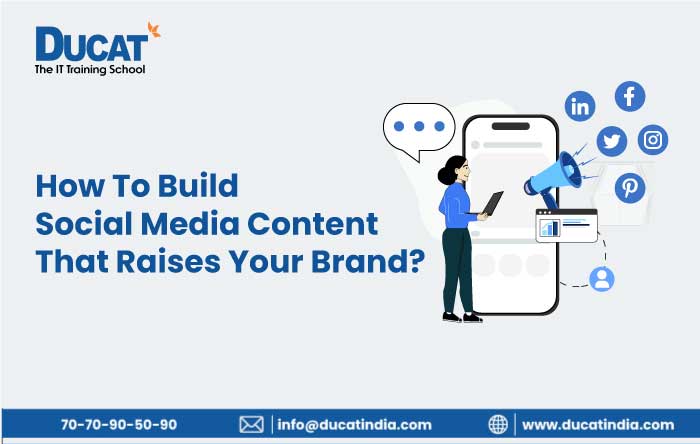 DUCAT
The IT Training School
How To Build
Social Media Content
That Raises Your Brand?
70-70-90-50-90
info@ducatindia.com
www.ducatindia.com